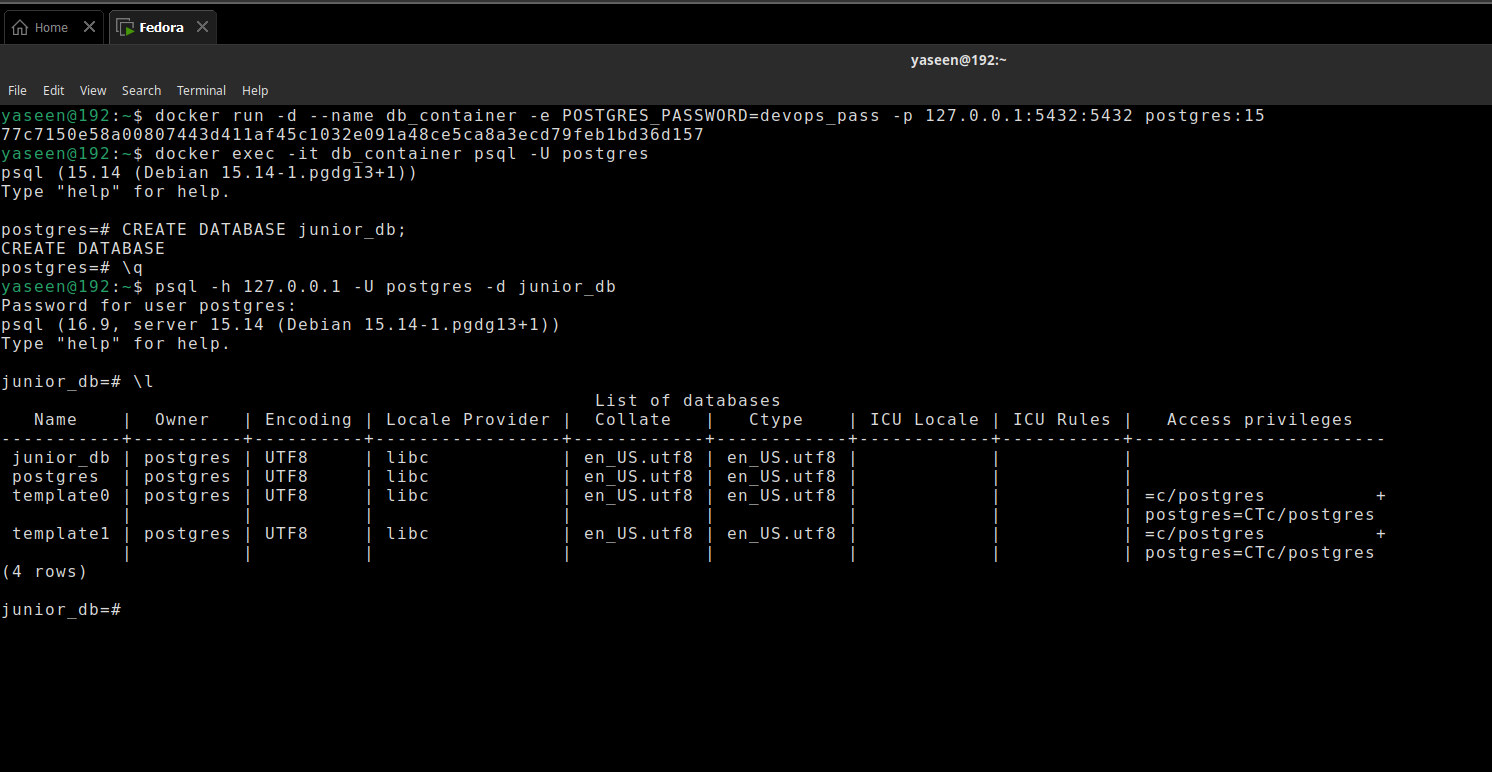 Home
Fedora
yaseen@192:~
File Edit View Search Terminal Help
yaseen@192:~$ docker run -d --name db_container -e POSTGRES_PASSWORD=devops_pass -p 127.0.0.1:5432:5432 postgres:15
77c7150e58a00807443d411af45c1032e091a48ce5ca8a3ecd79feb1bd36d157
yaseen@192:~$ docker exec -it db_container psql -U postgres
psql (15.14 (Debian 15.14-1.pgdg13+1))
Type "help" for help.
postgres=# CREATE DATABASE junior_db;
CREATE DATABASE
postgres=# \q
yaseen@192:~$ psql -h 127.0.0.1 -U postgres -d junior_db
Password for user postgres:
psql (16.9, server 15.14 (Debian 15.14-1.pgdg13+1))
Type "help" for help.
junior_db=# \l
                                                      List of databases
   Name    |  Owner   | Encoding | Locale Provider |  Collate   |   Ctype    | ICU Locale | ICU Rules |   Access privileges
-----------+----------+----------+-----------------+------------+------------+------------+-----------+-----------------------
 junior_db | postgres | UTF8     | libc            | en_US.utf8 | en_US.utf8 |            |           |
 postgres  | postgres | UTF8     | libc            | en_US.utf8 | en_US.utf8 |            |           |
 template0 | postgres | UTF8     | libc            | en_US.utf8 | en_US.utf8 |            |           | =c/postgres          +
           |          |          |                 |            |            |            |           | postgres=CTc/postgres
 template1 | postgres | UTF8     | libc            | en_US.utf8 | en_US.utf8 |            |           | =c/postgres          +
           |          |          |                 |            |            |            |           | postgres=CTc/postgres
(4 rows)
junior_db=#